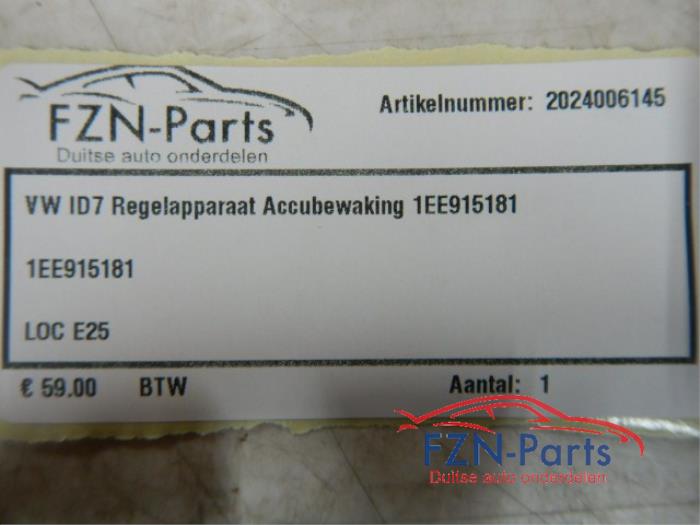 FZN-Parts
Duitse auto onderdelen
Artikelnummer: 2024006145
VW ID7 Regelapparaat Accubewaking 1EE915181
1EE915181
LOC E25
€ 59.00 BTW Aantal: 1
FZN-Parts
Duitse auto onderdelen